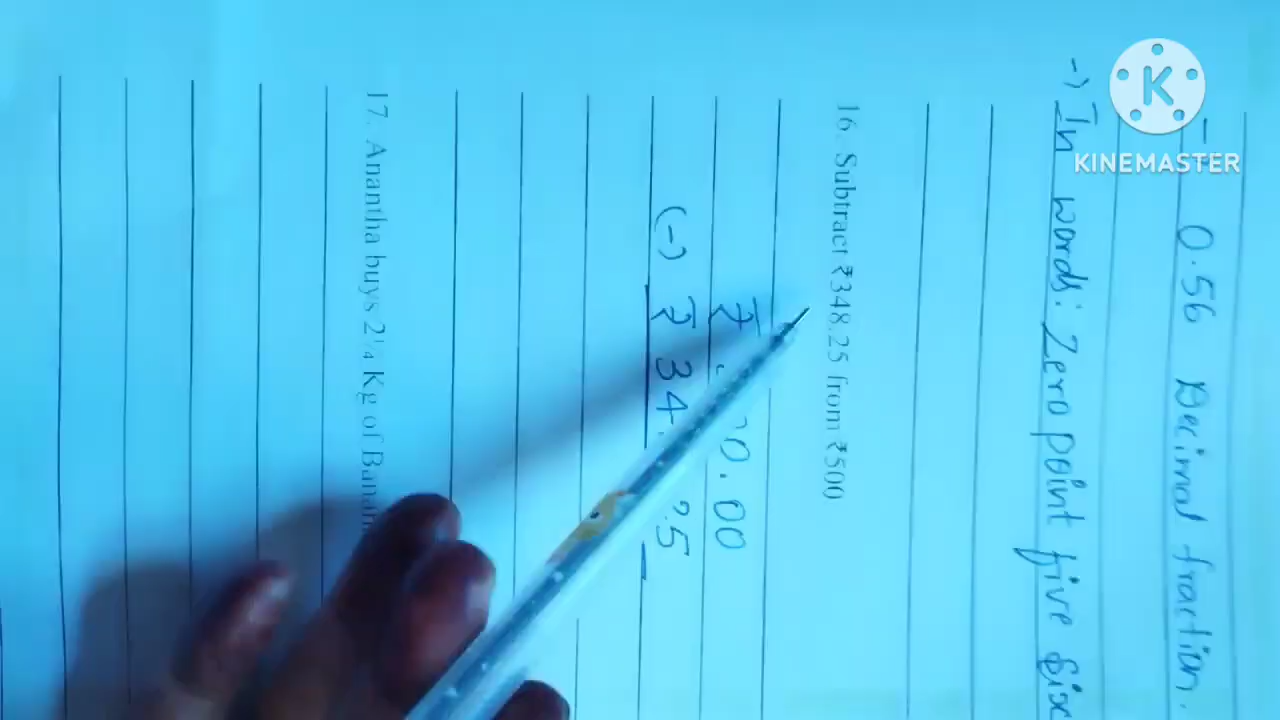 0.56 Decimal fraction.
-) In words: Zero point five six
16. Subtract ₹348.25 from ₹500
₹ 00.00
(-) ₹ 34 25
17. Anantha buys 2¼ Kg of
KINEMASTER